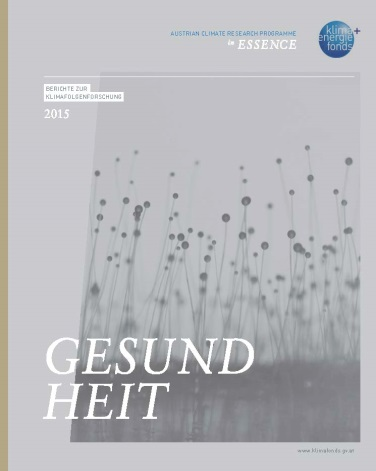 AUSTRIAN CLIMATE RESEARCH PROGRAMME
in ESSENCE
klima+
energie
fonds
BERICHTE ZUR
KLIMAFOLGENFORSCHUNG
2015
GESUND
HEIT
www.klimafonds.gv.at